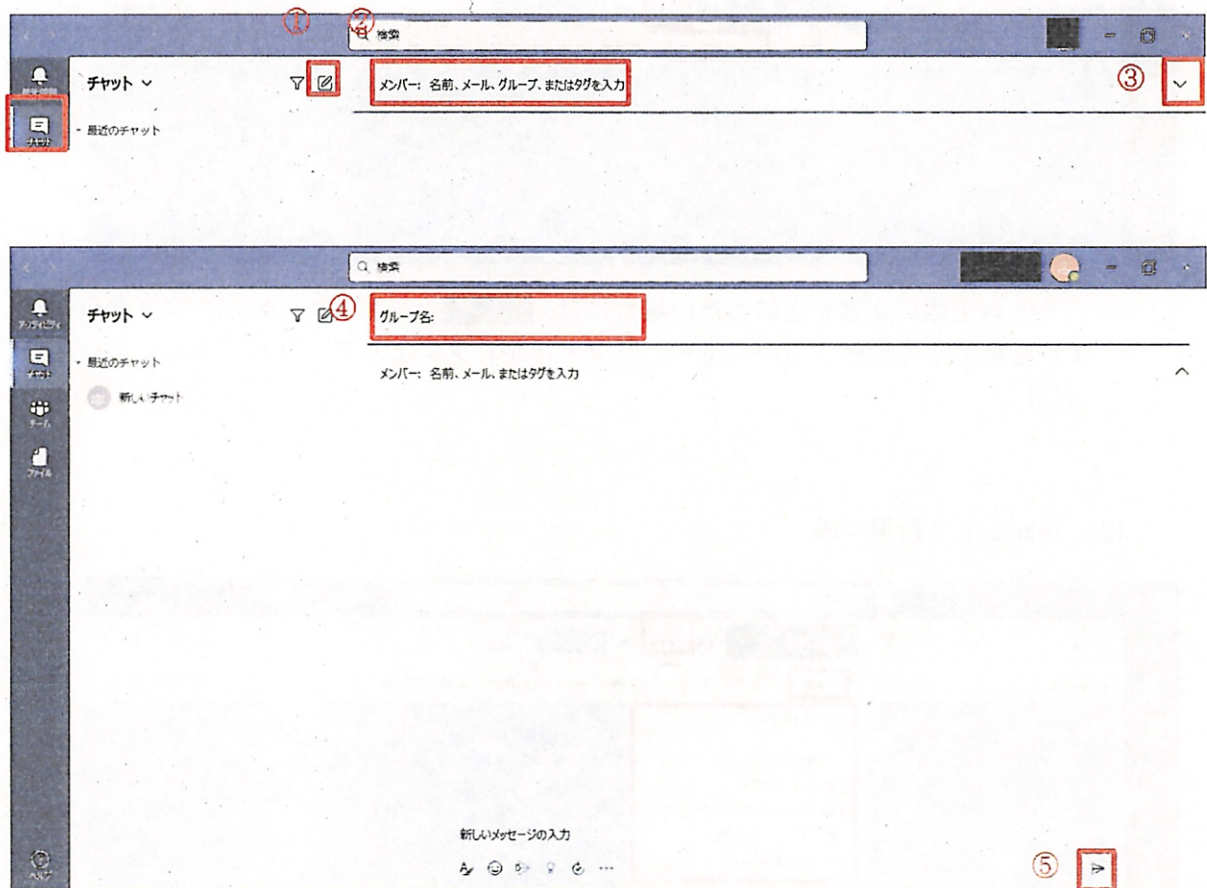 ① ②
検索
チャット
メンバー: 名前、メール、グループ、またはタグを入力
③
チャット
最近のチャット
検索
アクティビティ
チャット
④
グループ名:
チャット
最近のチャット
メンバー: 名前、メール、またはタグを入力
新しいチャット
チーム
ファイル
新しいメッセージの入力
ヘルプ
⑤